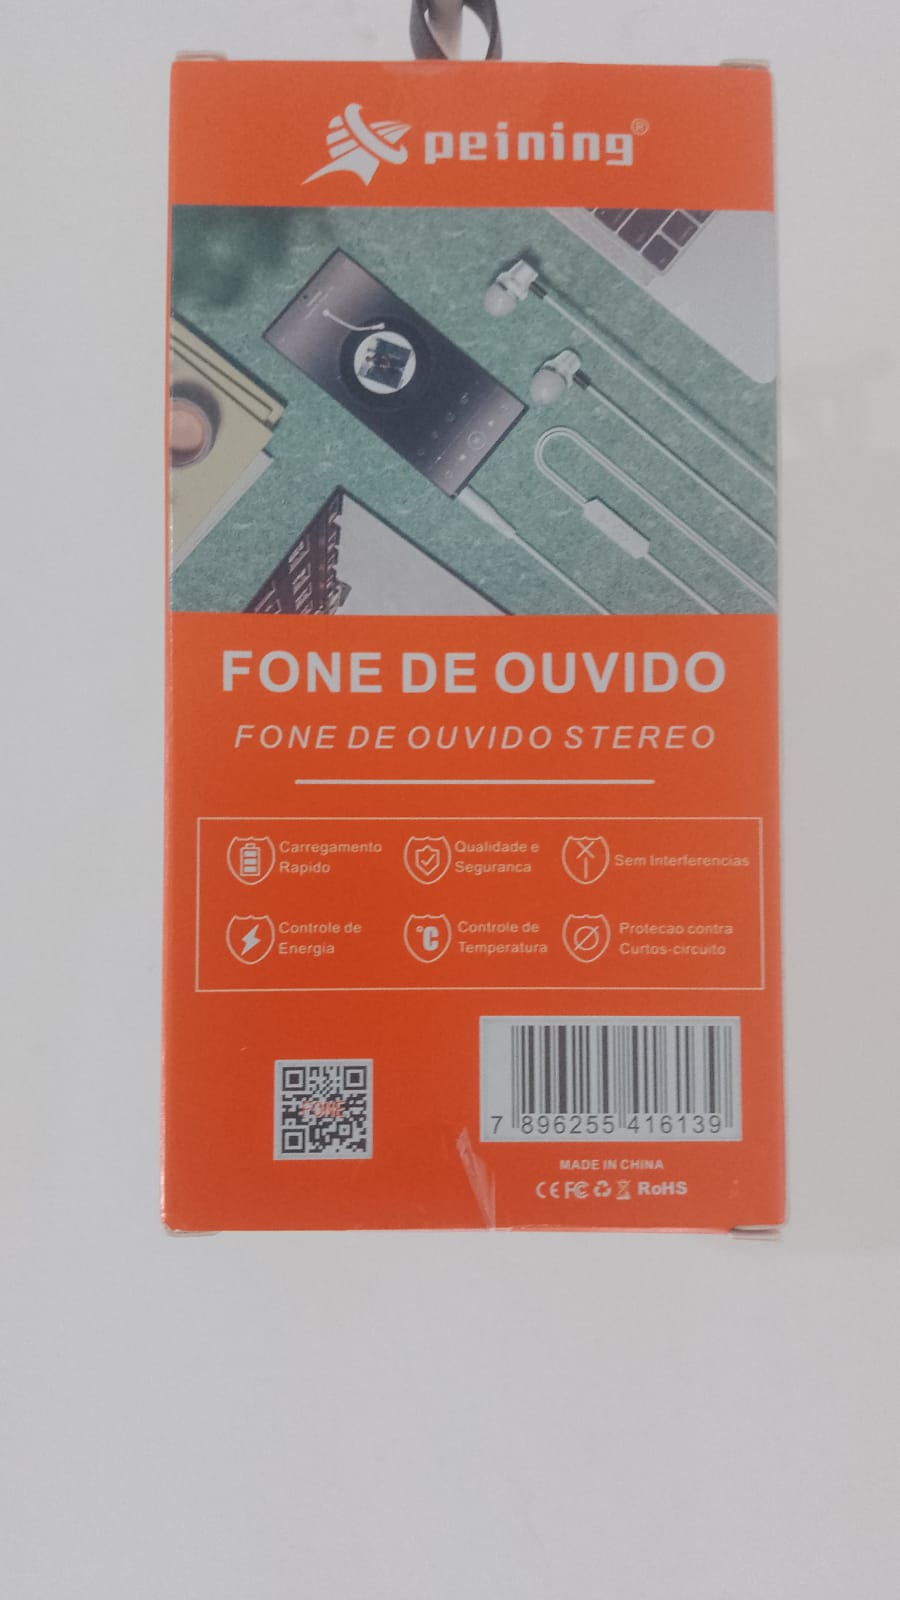 peining®
FONE DE OUVIDO
FONE DE OUVIDO STEREO
Carregamento
Rapido
Qualidade e
Seguranca
Sem Interferencias
Controle de
Energia
°C
Controle de
Temperatura
Protecao contra
Curtos-circuito
FONE
7 896255 416139
MADE IN CHINA
CE FC RoHS